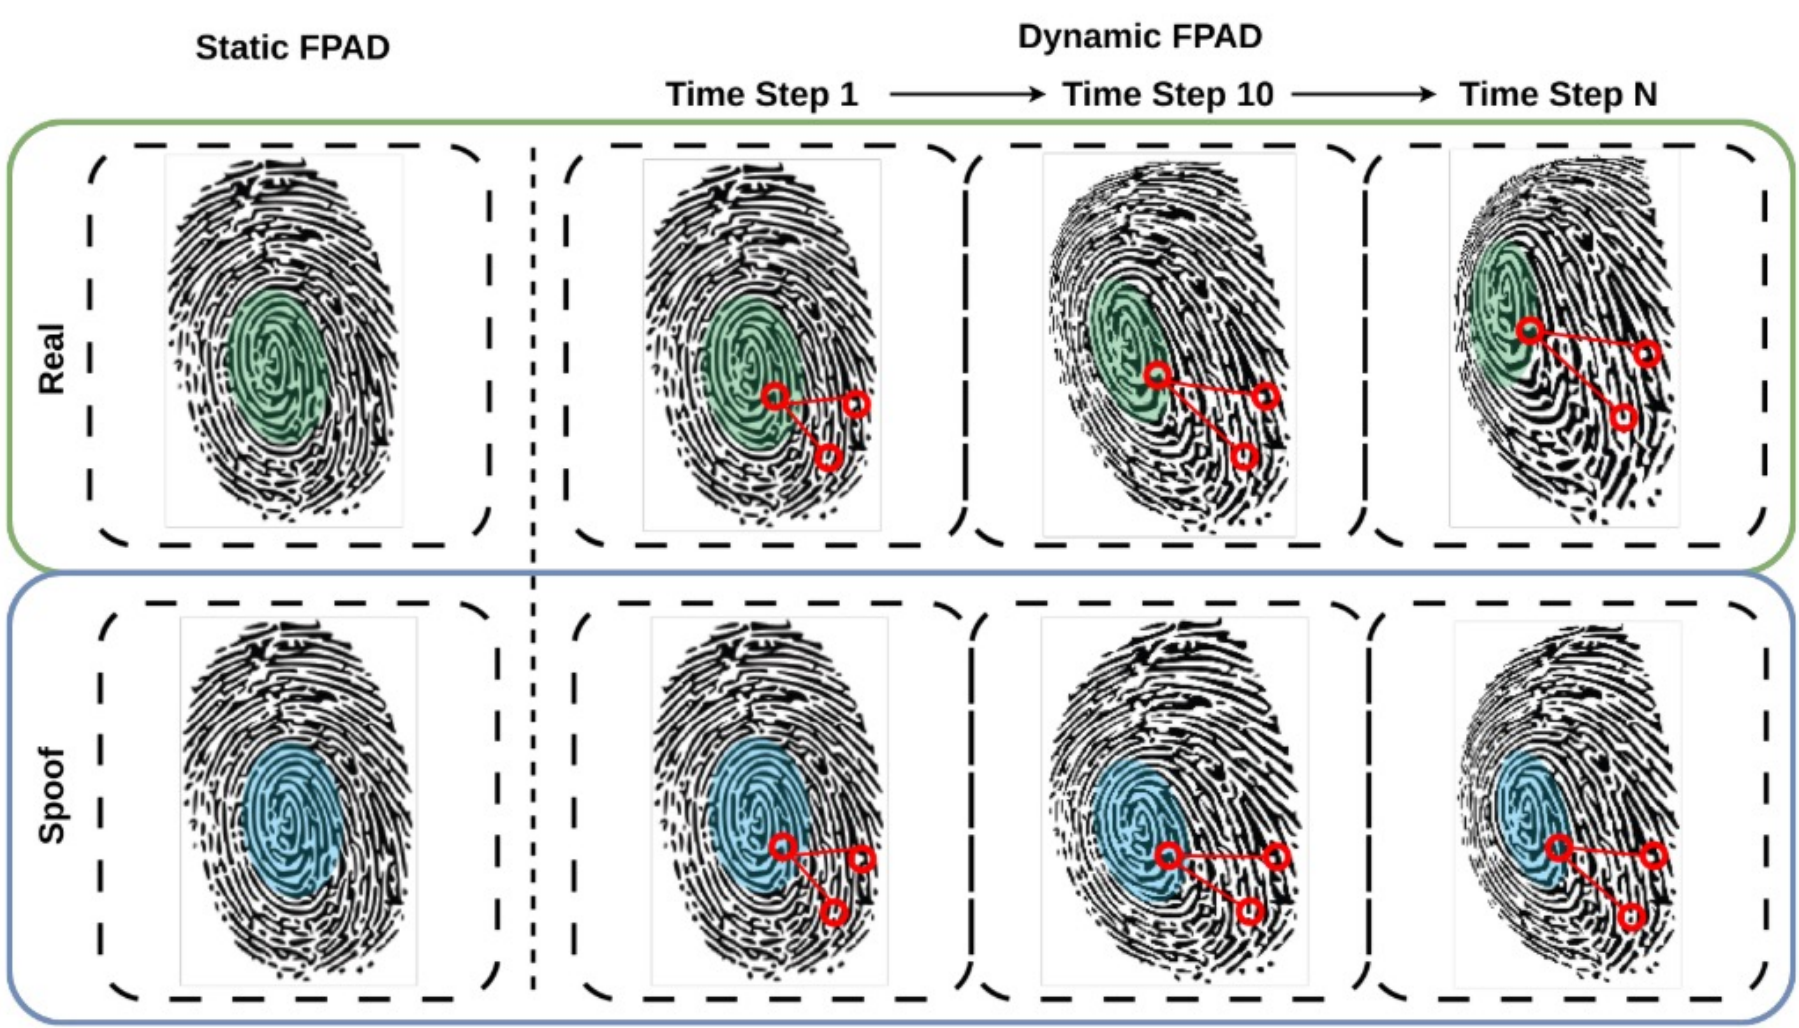 Static FPAD
Dynamic FPAD
Time Step 1
Time Step 10
Time Step N
Real
Spoof